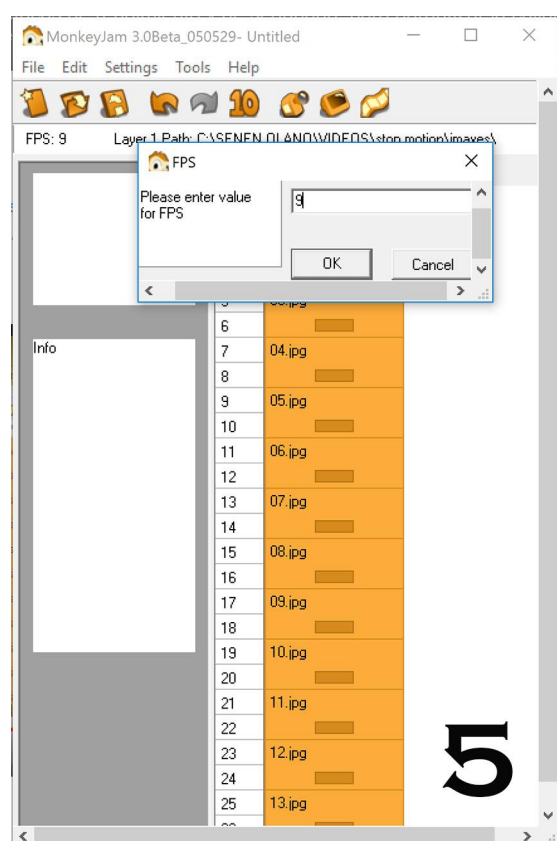 MonkeyJam 3.0Beta_050529- Untitled
File Edit Settings Tools Help
10
FPS: 9 Layer 1 Path: C:\SENEN OLANO\VIDEOS\stop motion\imaxes\
FPS
Please enter value
for FPS
9
OK Cancel
Info
6
7 04.jpg
8
9 05.jpg
10
11 06.jpg
12
13 07.jpg
14
15 08.jpg
16
17 09.jpg
18
19 10.jpg
20
21 11.jpg
22
23 12.jpg
24
25 13.jpg
5